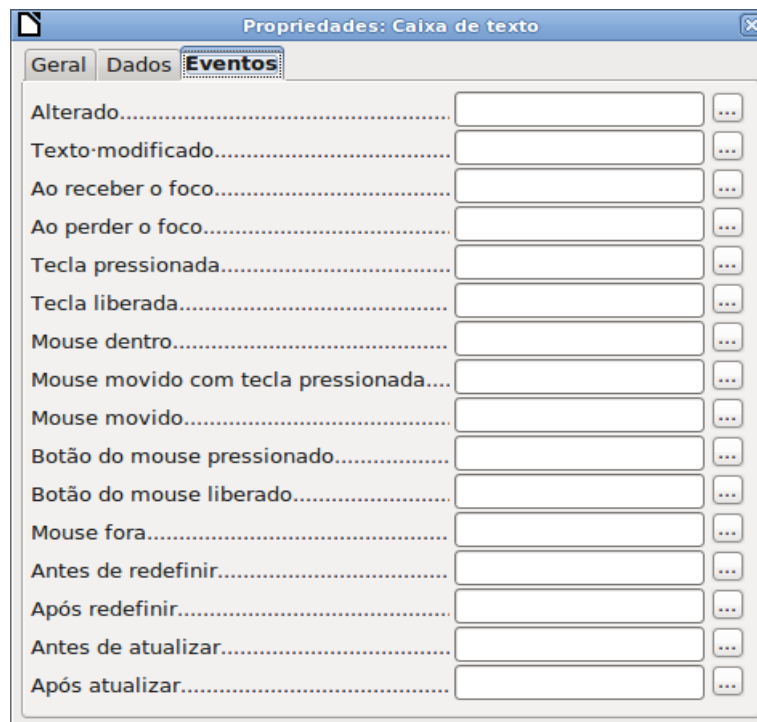 Propriedades: Caixa de texto
Geral Dados Eventos
Alterado.................................................... ...
Texto·modificado..................................... ...
Ao receber o foco..................................... ...
Ao perder o foco....................................... ...
Tecla pressionada.................................... ...
Tecla liberada.......................................... ...
Mouse dentro........................................... ...
Mouse movido com tecla pressionada.... ...
Mouse movido.......................................... ...
Botão do mouse pressionado.................. ...
Botão do mouse liberado......................... ...
Mouse fora................................................ ...
Antes de redefinir..................................... ...
Após redefinir........................................... ...
Antes de atualizar.................................... ...
Após atualizar.......................................... ...